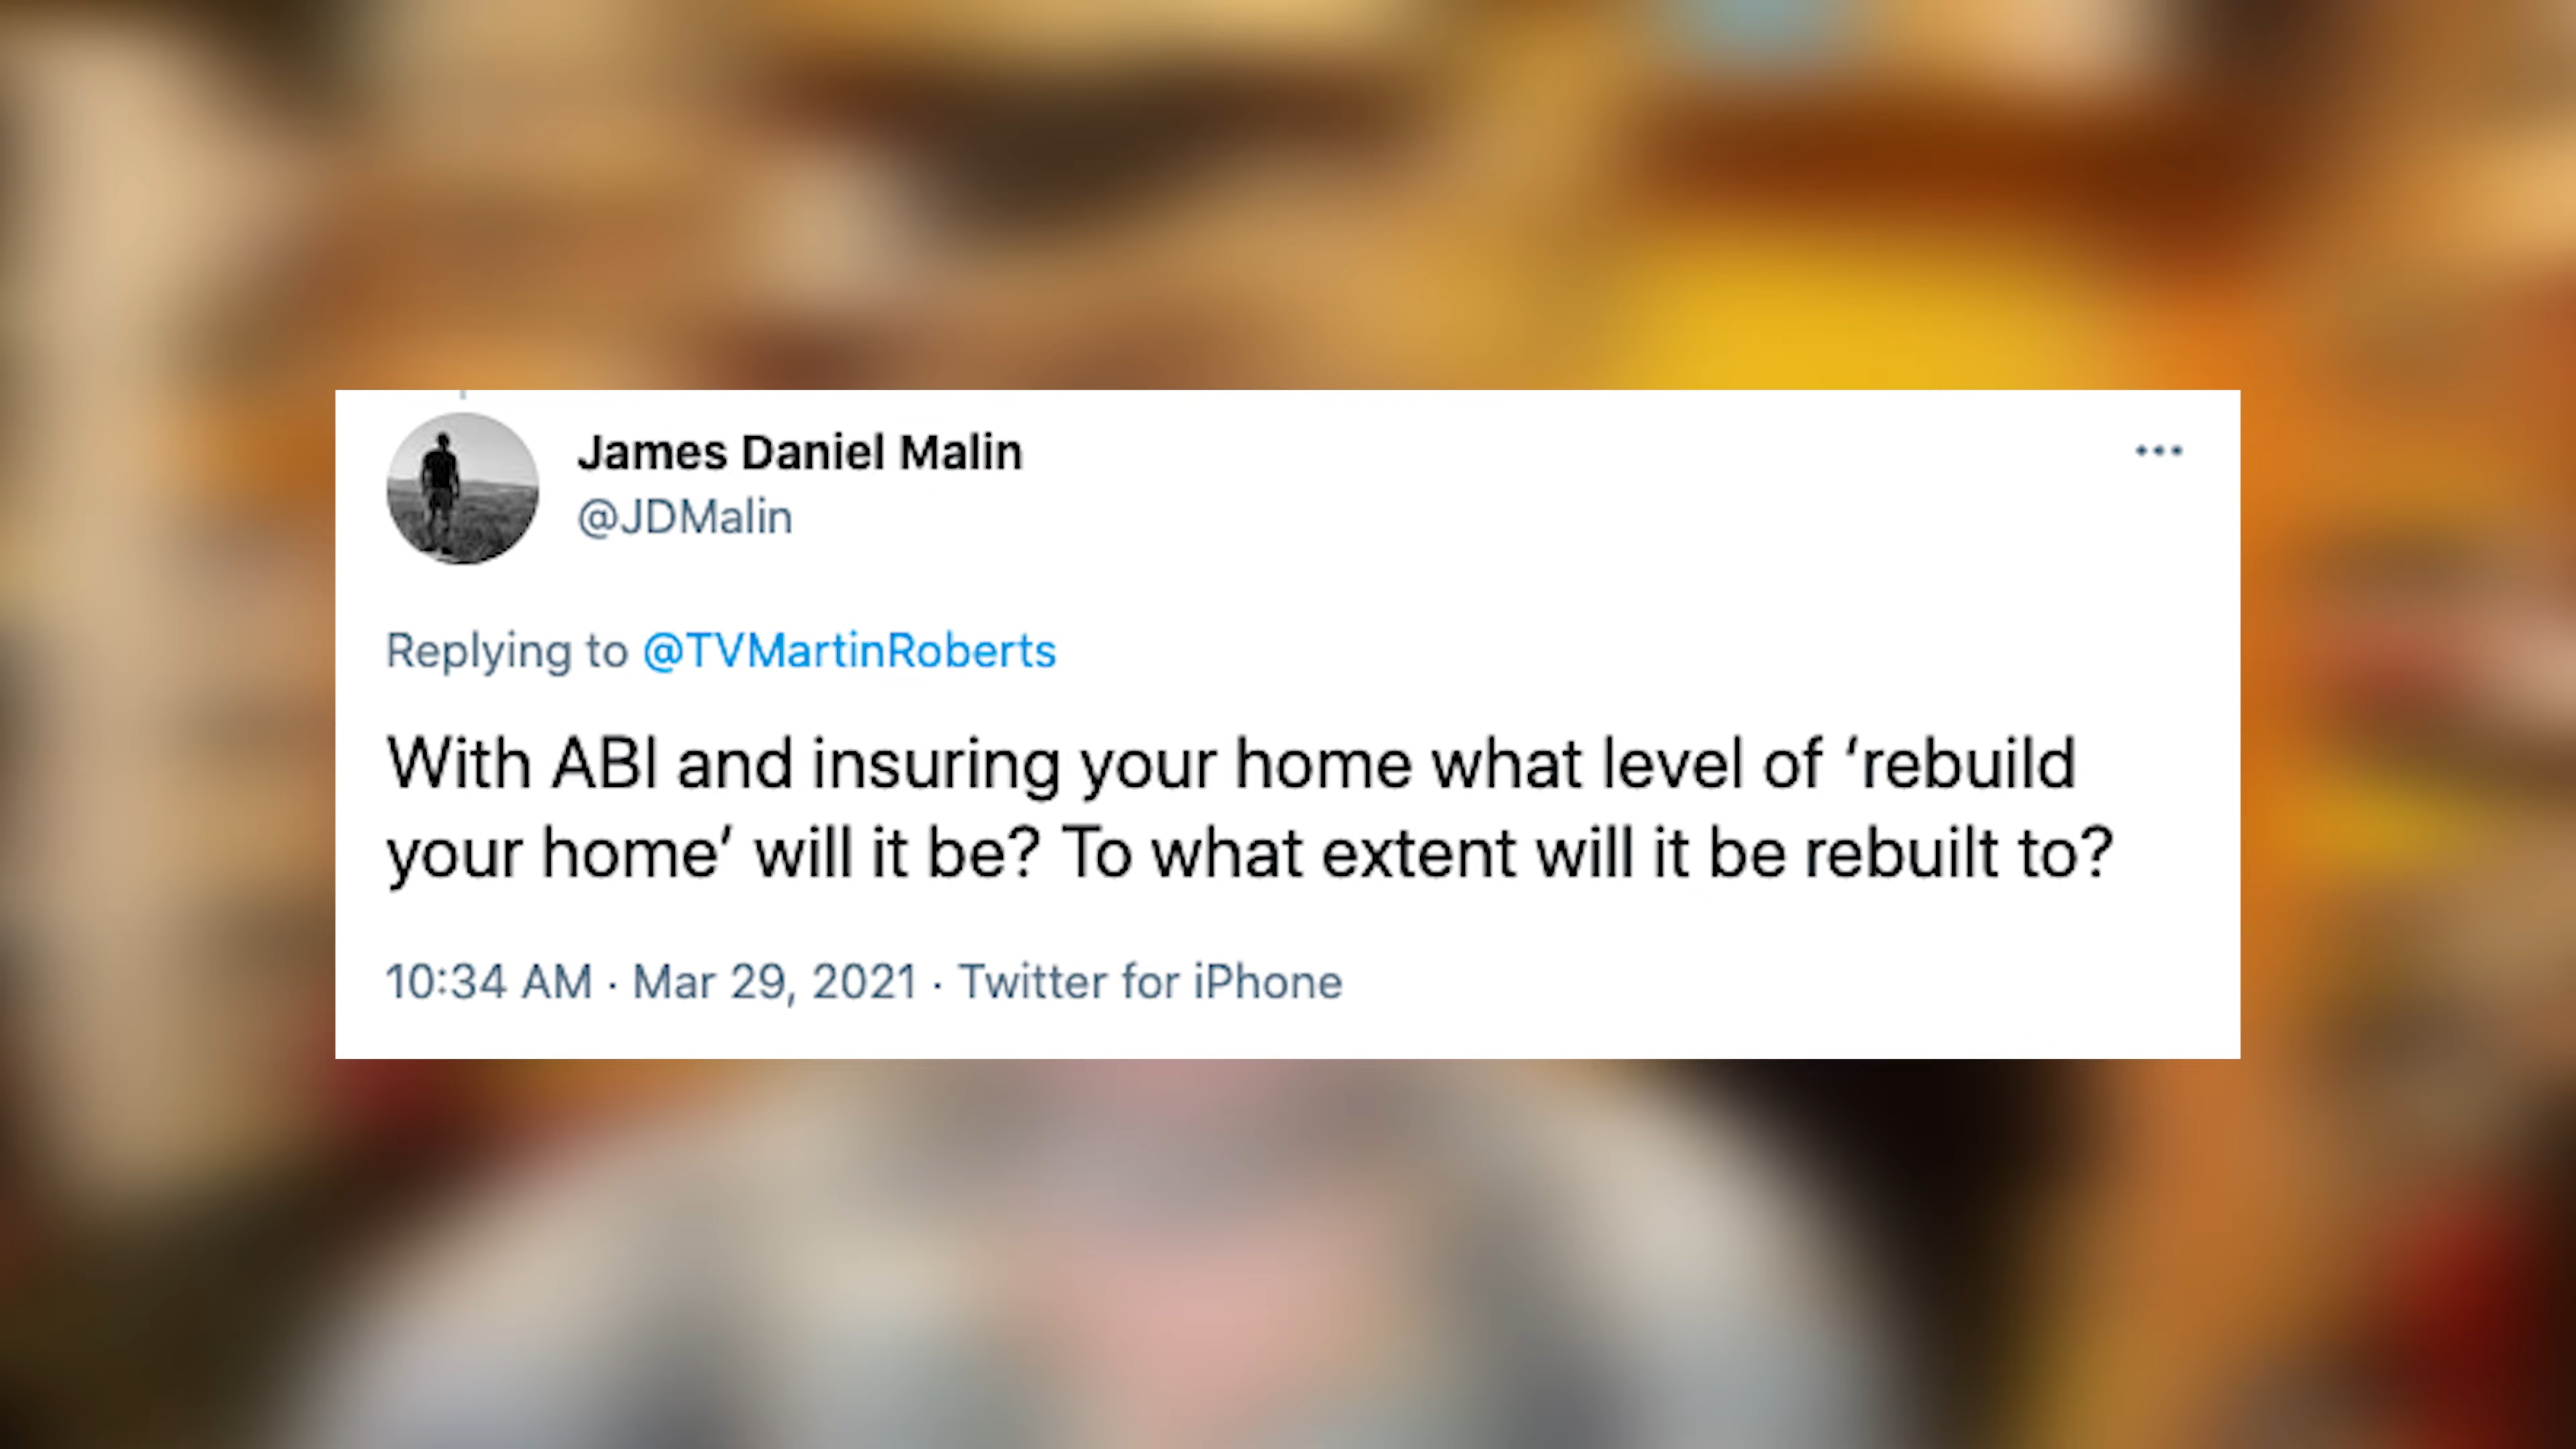 James Daniel Malin
@JDMalin
Replying to @TVMartinRoberts
With ABI and insuring your home what level of ‘rebuild
your home’ will it be? To what extent will it be rebuilt to?
10:34 AM · Mar 29, 2021 · Twitter for iPhone